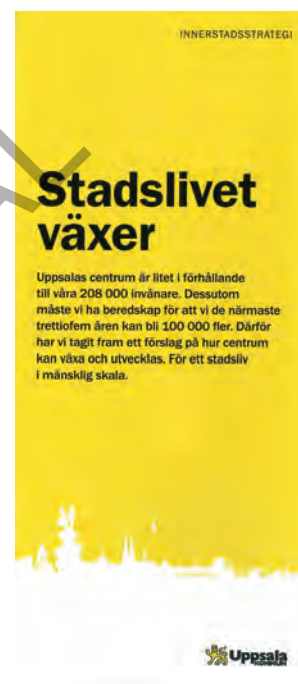 INNERSTADSSTRATEGI
Stadslivet
växer
Uppsalas centrum är litet i förhållande
till våra 208 000 invånare. Dessutom
måste vi ha beredskap för att vi de närmaste
trettiofem åren kan bli 100 000 fler. Därför
har vi tagit fram ett förslag på hur centrum
kan växa och utvecklas. För ett stadsliv
i mänsklig skala.
Uppsala
KOMMUN